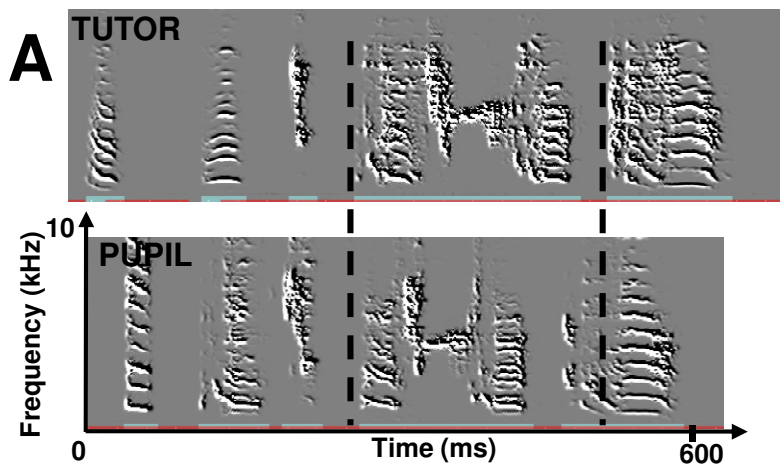 A
TUTOR
10
PUPIL
Frequency (kHz)
0
Time (ms)
600